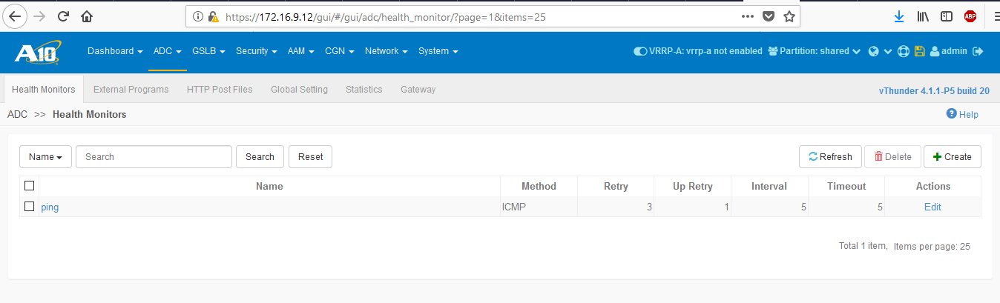 https://172.16.9.12/gui/#/gui/adc/health_monitor/?page=1&items=25
ABP
A10 Dashboard ADC GSLB Security AAM CGN Network System VRRP-A: vrrp-a not enabled Partition: shared admin
Health Monitors External Programs HTTP Post Files Global Setting Statistics Gateway vThunder 4.1.1-P5 build 20
ADC >> Health Monitors Help
Name Search Search Reset Refresh Delete Create
Name Method Retry Up Retry Interval Timeout Actions
ping ICMP 3 1 5 5 Edit
Total 1 item, Items per page: 25